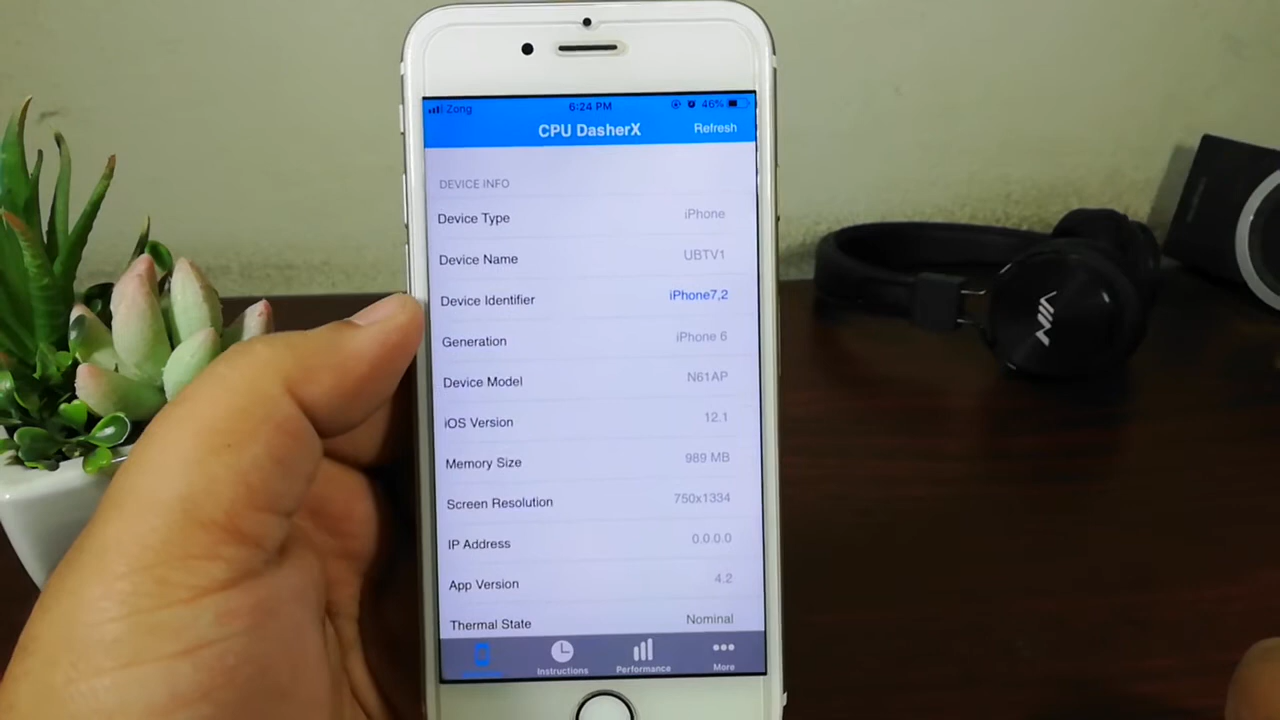 Zong 6:24 PM 46%
CPU DasherX Refresh
DEVICE INFO
Device Type iPhone
Device Name UBTV1
Device Identifier iPhone7,2
Generation iPhone 6
Device Model N61AP
iOS Version 12.1
Memory Size 989 MB
Screen Resolution 750x1334
IP Address 0.0.0.0
App Version 4.2
Thermal State Nominal
Instructions Performance More